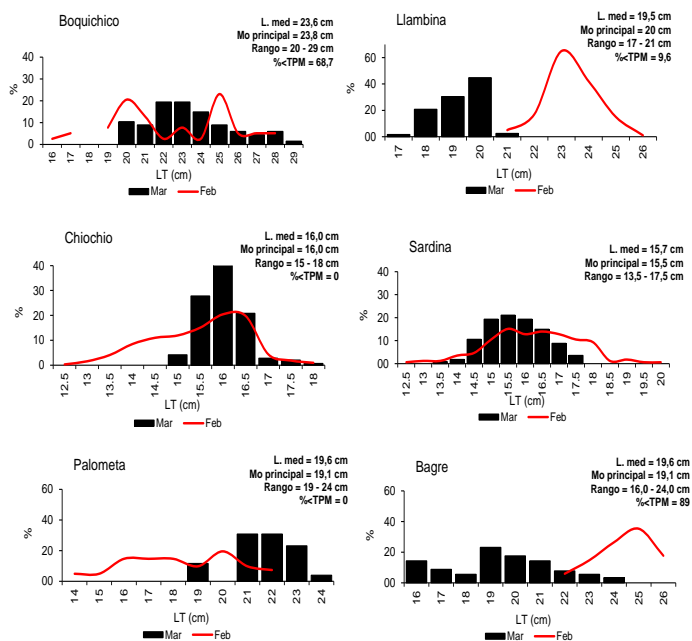 Boquichico
L. med = 23,6 cm
Mo principal = 23,8 cm
Rango = 20 - 29 cm
%<TPM = 68,7
40
30
20
10
0
%
16 17 18 19 20 21 22 23 24 25 26 27 28 29
LT (cm)
Mar Feb
Llambina
L. med = 19,5 cm
Mo principal = 20 cm
Rango = 17 - 21 cm
%<TPM = 9,6
60
40
20
00
%
17 18 19 20 21 22 23 24 25 26
LT (cm)
Mar Feb
Chiochio
L. med = 16,0 cm
Mo principal = 16,0 cm
Rango = 15 - 18 cm
%<TPM = 0
40
30
20
10
0
%
12.5 13 13.5 14 14.5 15 15.5 16 16.5 17 17.5 18
LT (cm)
Mar Feb
Sardina
L. med = 15,7 cm
Mo principal = 15,5 cm
Rango = 13,5 - 17,5 cm
40
30
20
10
00
%
12.5 13 13.5 14 14.5 15 15.5 16 16.5 17 17.5 18 18.5 19 19.5 20
LT (cm)
Mar Feb
Palometa
L. med = 19,6 cm
Mo principal = 19,1 cm
Rango = 19 - 24 cm
%<TPM = 0
60
40
20
00
%
14 15 16 17 18 19 20 21 22 23 24
LT (cm)
Mar Feb
Bagre
L. med = 19,6 cm
Mo principal = 19,1 cm
Rango = 16,0 - 24,0 cm
%<TPM = 89
60
40
20
00
%
16 17 18 19 20 21 22 23 24 25 26
LT (cm)
Mar Feb